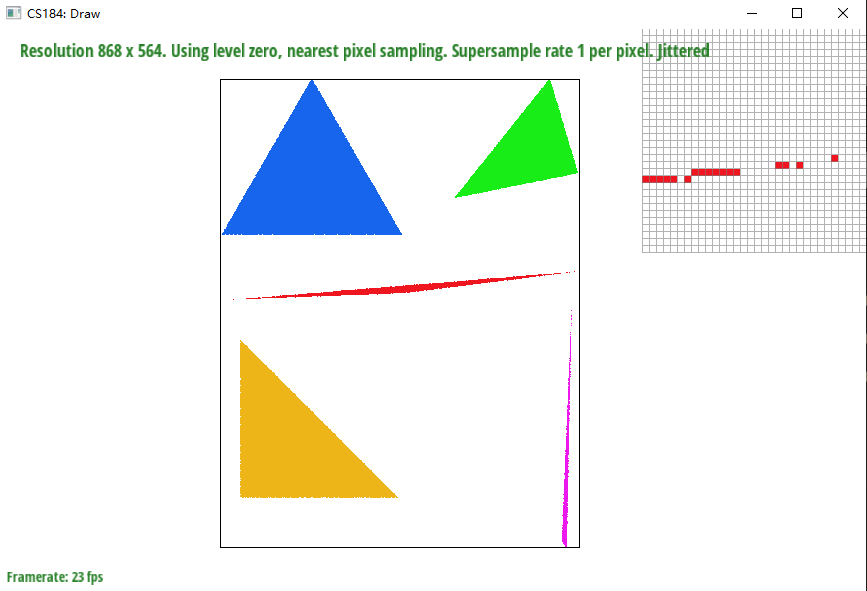 CS184: Draw
Resolution 868 x 564. Using level zero, nearest pixel sampling. Supersample rate 1 per pixel. Jittered
Framerate: 23 fps